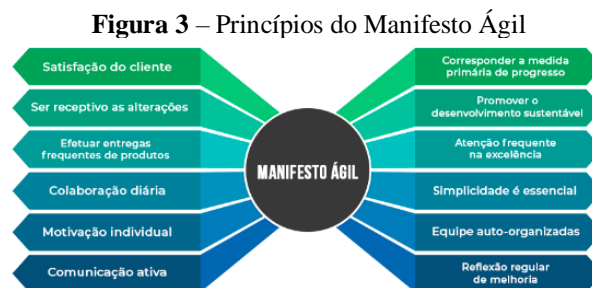 Figura 3 – Princípios do Manifesto Ágil
Satisfação do cliente
Ser receptivo as alterações
Efetuar entregas
frequentes de produtos
Colaboração diária
Motivação individual
Comunicação ativa
MANIFESTO ÁGIL
Corresponder a medida
primária de progresso
Promover o
desenvolvimento sustentável
Atenção frequente
na excelência
Simplicidade é essencial
Equipe auto-organizadas
Reflexão regular
de melhoria